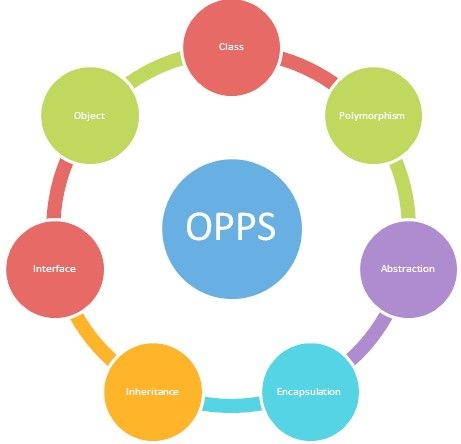 Class
Polymorphism
Abstraction
Encapsulation
Inheritance
Interface
Object
OPPS